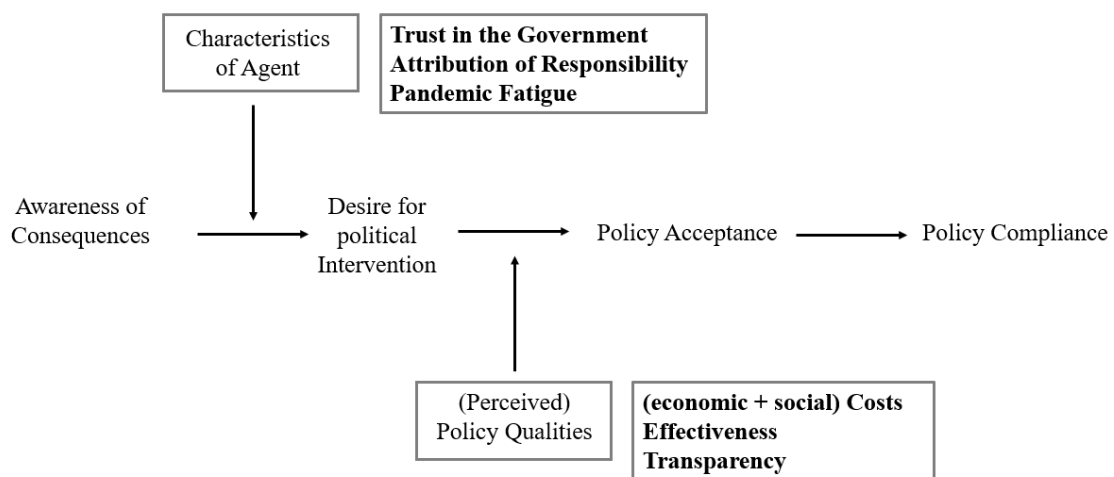 Characteristics
of Agent
Trust in the Government
Attribution of Responsibility
Pandemic Fatigue
Awareness of
Consequences
Desire for
political
Intervention
Policy Acceptance
Policy Compliance
(Perceived)
Policy Qualities
(economic + social) Costs
Effectiveness
Transparency